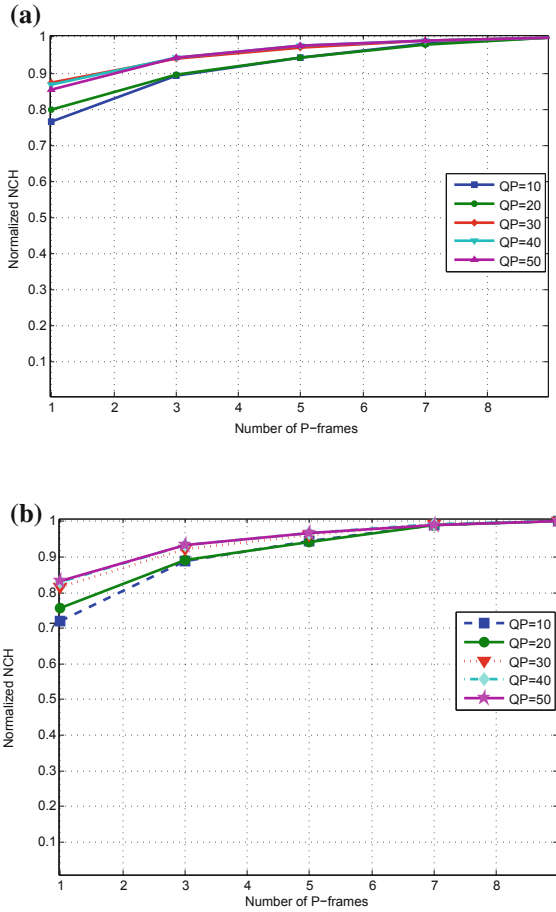 (a)
1
0.9
0.8
0.7
0.6
0.5
0.4
0.3
0.2
0.1
Normalized NCH
QP=10
QP=20
QP=30
QP=40
QP=50
1 2 3 4 5 6 7 8
Number of P-frames
(b)
1
0.9
0.8
0.7
0.6
0.5
0.4
0.3
0.2
0.1
Normalized NCH
QP=10
QP=20
QP=30
QP=40
QP=50
1 2 3 4 5 6 7 8
Number of P-frames